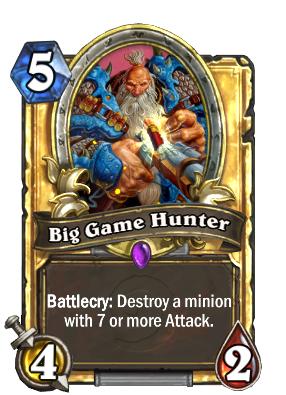 5
Big Game Hunter
Battlecry: Destroy a minion
with 7 or more Attack.
4
2